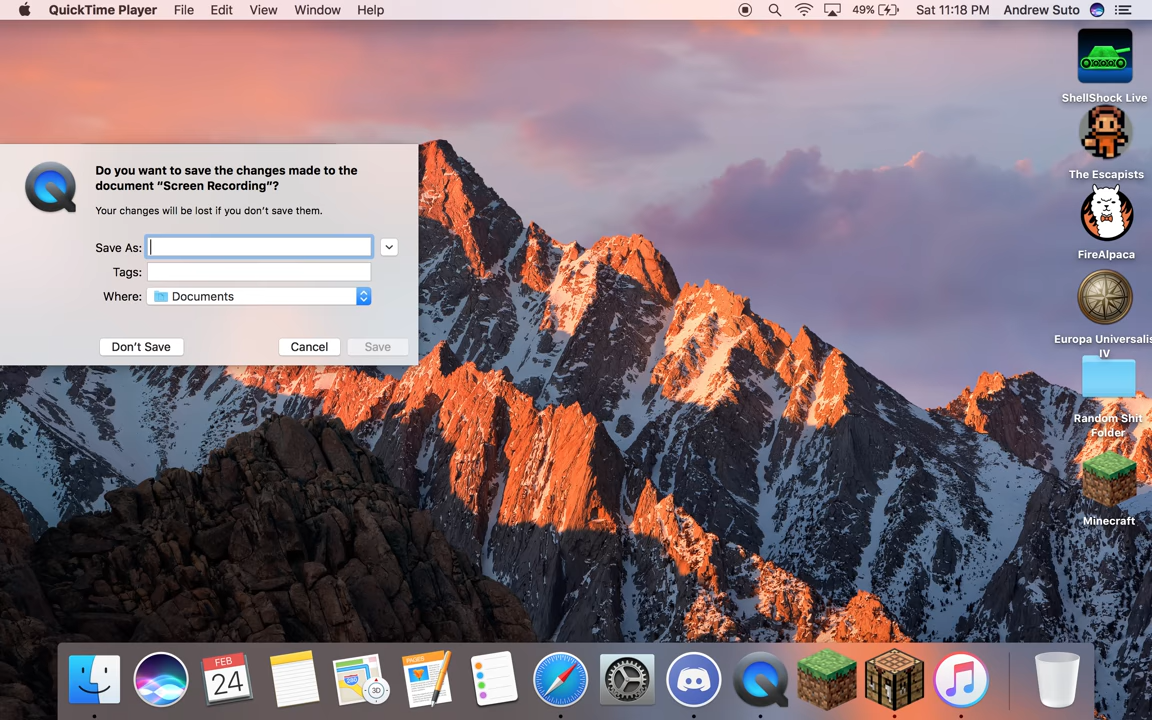 QuickTime Player File Edit View Window Help 49% Sat 11:18 PM Andrew Suto
ShellShock Live
The Escapists
FireAlpaca
Europa Universalis
IV
Random Shit
Folder
Minecraft
Do you want to save the changes made to the
document “Screen Recording”?
Your changes will be lost if you don’t save them.
Save As:
Tags:
Where: Documents
Don’t Save Cancel Save
FEB
24
PAGES
280
3D